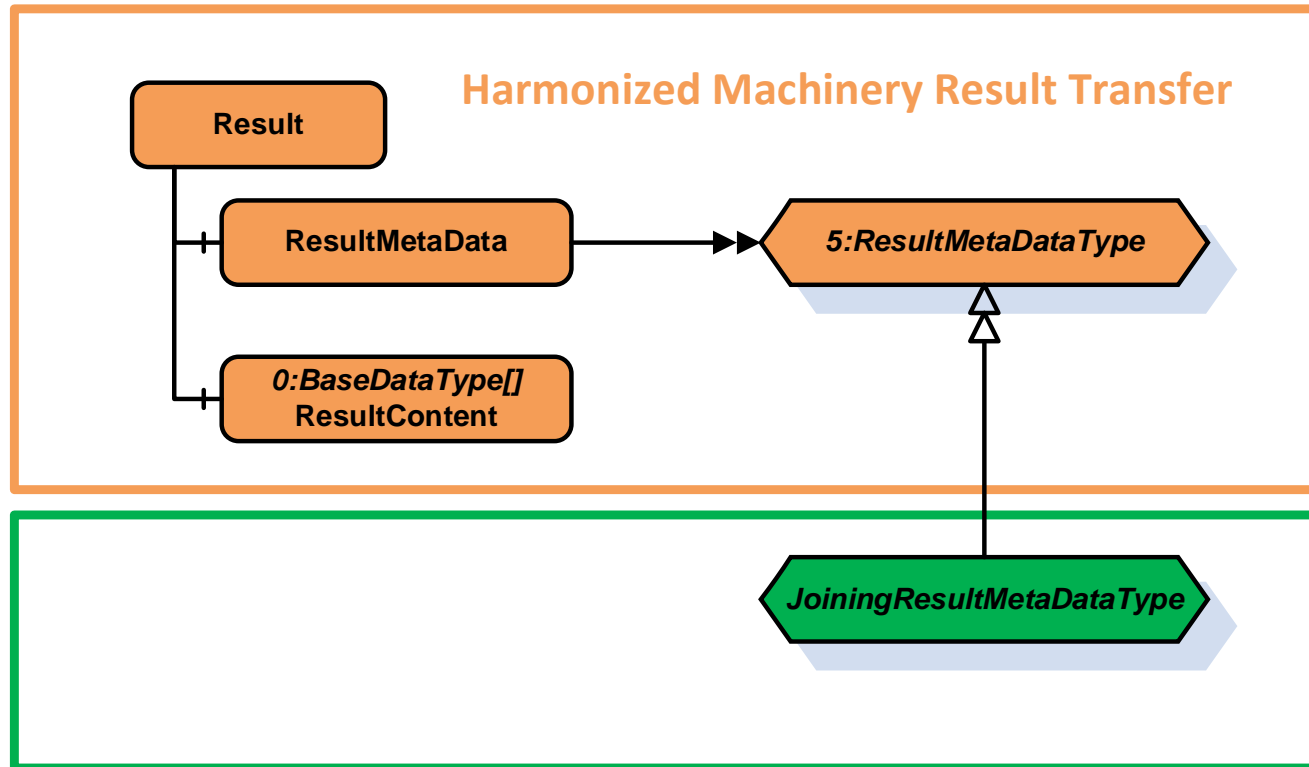 Harmonized Machinery Result Transfer
Result
ResultMetaData
5:ResultMetaDataType
0:BaseDataType[]
ResultContent
JoiningResultMetaDataType